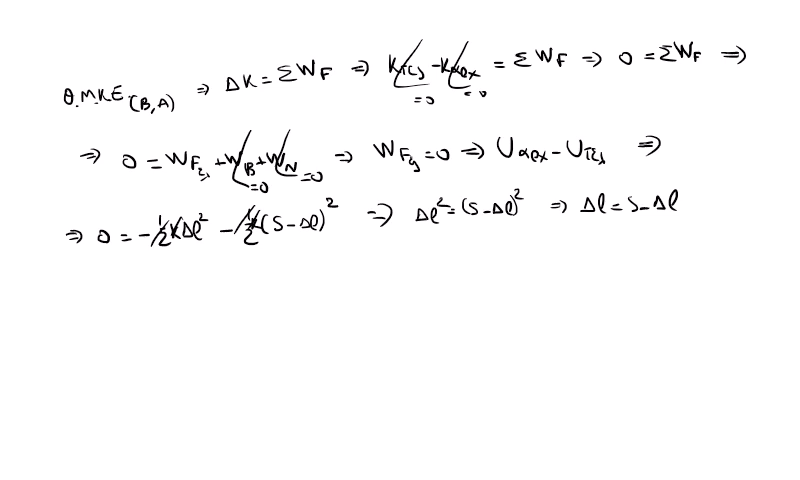 Θ.Μ.Κ.Ε.(Β,Α) ⇒ ΔK = ΣW_F ⇒ K_τελ - K_αρχ = ΣW_F ⇒ 0 = ΣW_F ⇒
=0 =0
⇒ 0 = W_Fελ + W_B + W_N ⇒ W_Fελ = 0 ⇒ U_αρχ - U_τελ ⇒
=0 =0
⇒ 0 = -½KΔℓ² - ½K(S-Δℓ)² ⇒ Δℓ² = (S-Δℓ)² ⇒ Δℓ = S-Δℓ